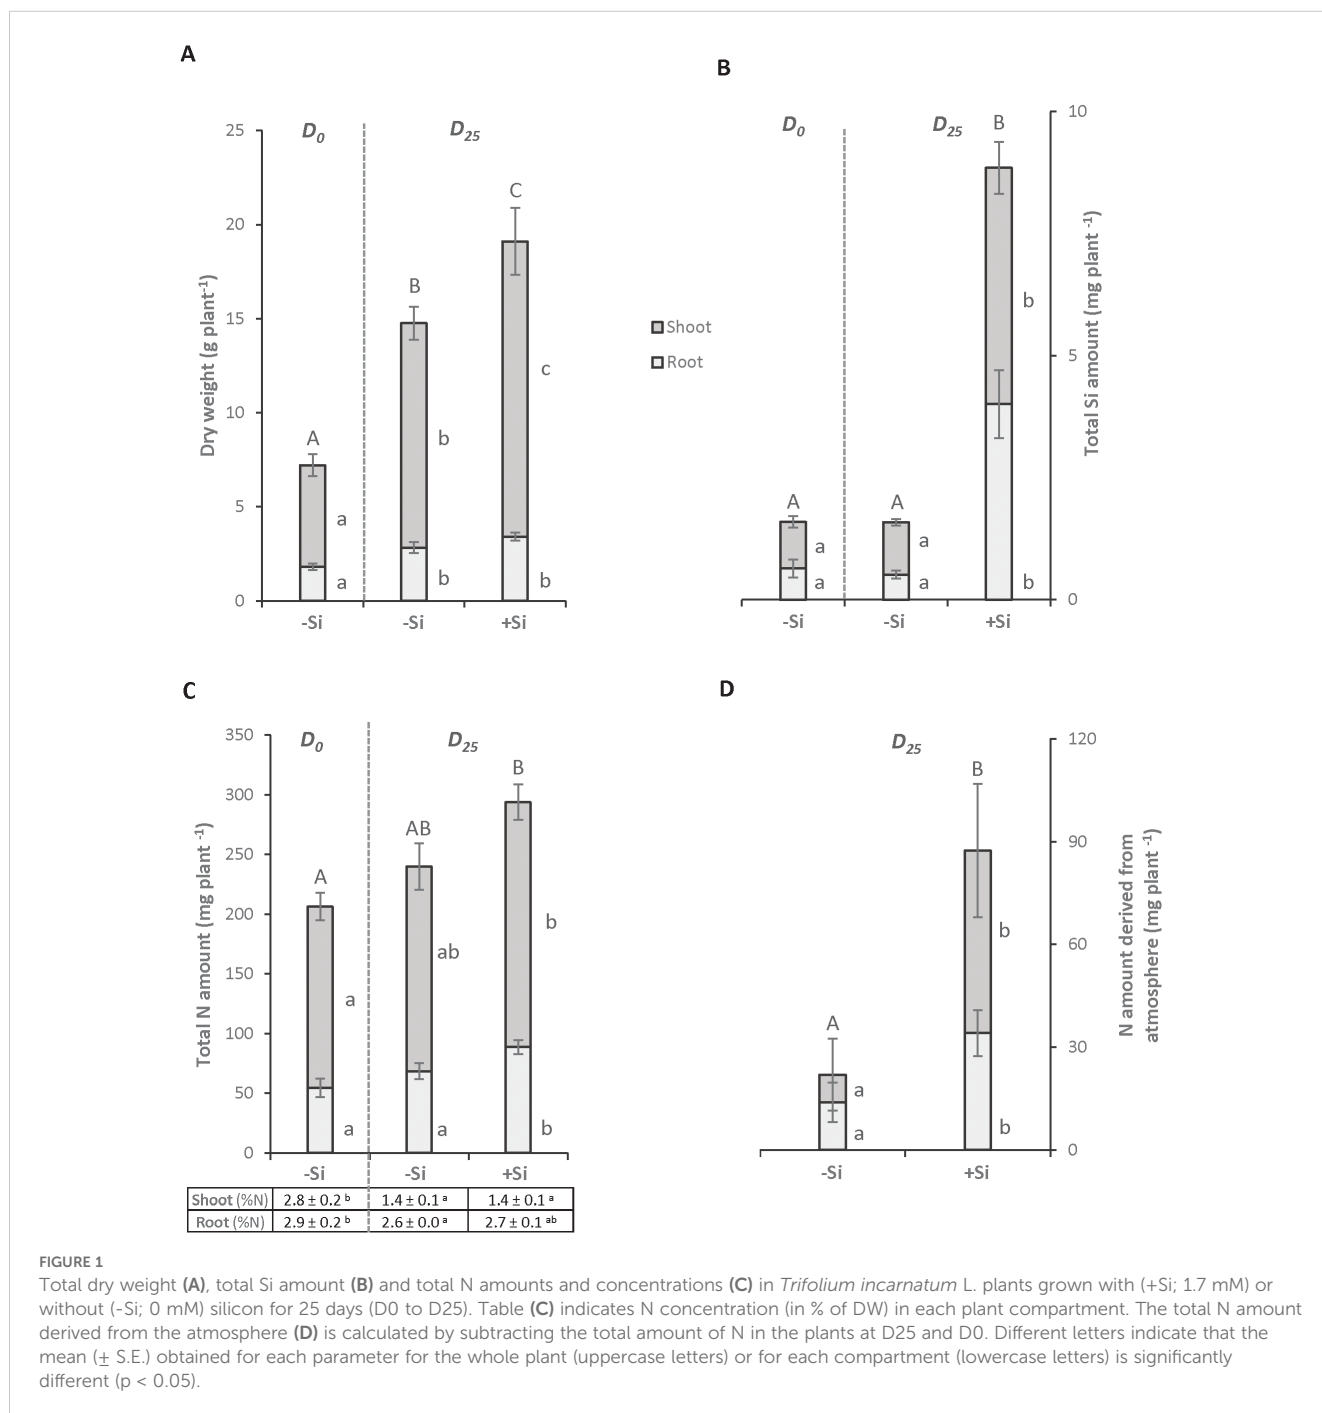 A
Dry weight (g plant-1)
25
20
15
10
5
0
D0
D25
A
B
C
a
a
b
b
c
b
-Si
-Si
+Si
Shoot
Root
B
D0
D25
A
A
B
a
a
a
a
b
b
-Si
-Si
+Si
10
5
0
Total Si amount (mg plant -1)
C
Total N amount (mg plant -1)
350
300
250
200
150
100
50
0
D0
D25
A
AB
B
a
a
ab
a
b
b
-Si
-Si
+Si
Shoot (%N) 2.8 ± 0.2 b 1.4 ± 0.1 a 1.4 ± 0.1 a
Root (%N) 2.9 ± 0.2 b 2.6 ± 0.0 a 2.7 ± 0.1 ab
D
D25
A
B
a
a
b
b
-Si
+Si
120
90
60
30
0
N amount derived from
atmosphere (mg plant -1)
FIGURE 1
Total dry weight (A), total Si amount (B) and total N amounts and concentrations (C) in Trifolium incarnatum L. plants grown with (+Si; 1.7 mM) or
without (-Si; 0 mM) silicon for 25 days (D0 to D25). Table (C) indicates N concentration (in % of DW) in each plant compartment. The total N amount
derived from the atmosphere (D) is calculated by subtracting the total amount of N in the plants at D25 and D0. Different letters indicate that the
mean (± S.E.) obtained for each parameter for the whole plant (uppercase letters) or for each compartment (lowercase letters) is significantly
different (p < 0.05).